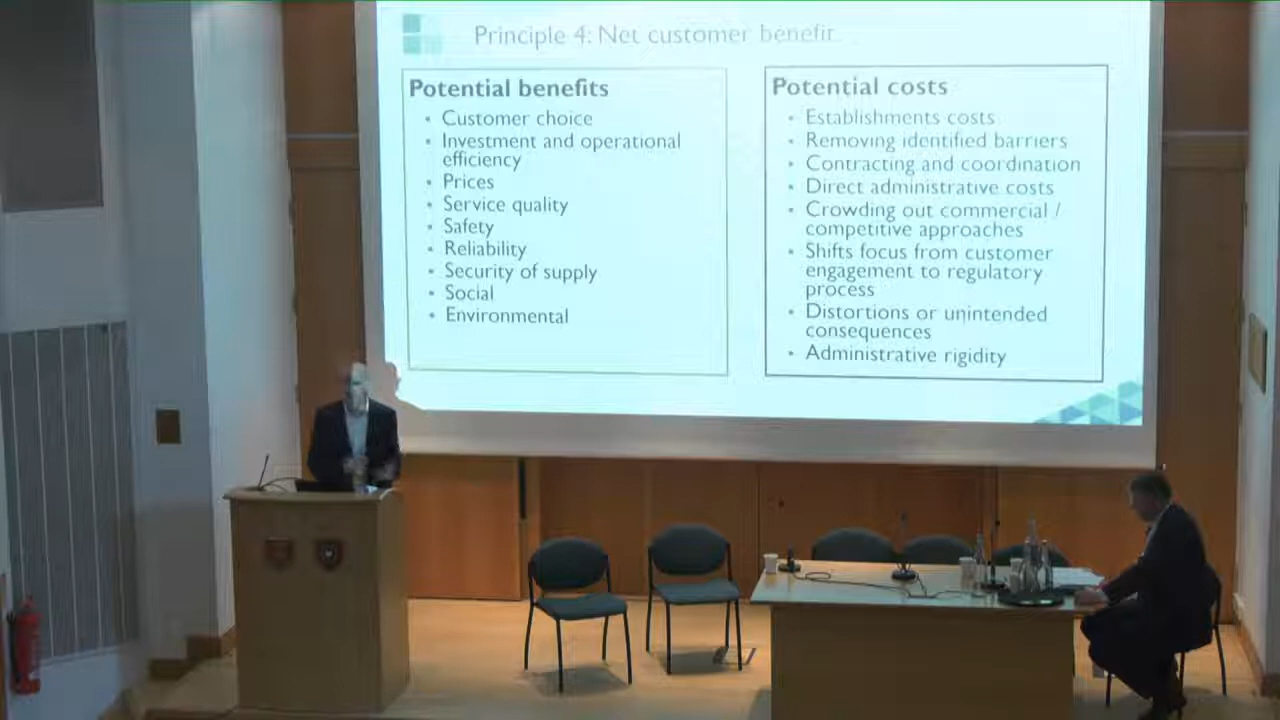 Principle 4: Net customer benefit
Potential benefits
• Customer choice
• Investment and operational
efficiency
• Prices
• Service quality
• Safety
• Reliability
• Security of supply
• Social
• Environmental
Potential costs
• Establishments costs
• Removing identified barriers
• Contracting and coordination
• Direct administrative costs
• Crowding out commercial /
competitive approaches
• Shifts focus from customer
engagement to regulatory
process
• Distortions or unintended
consequences
• Administrative rigidity